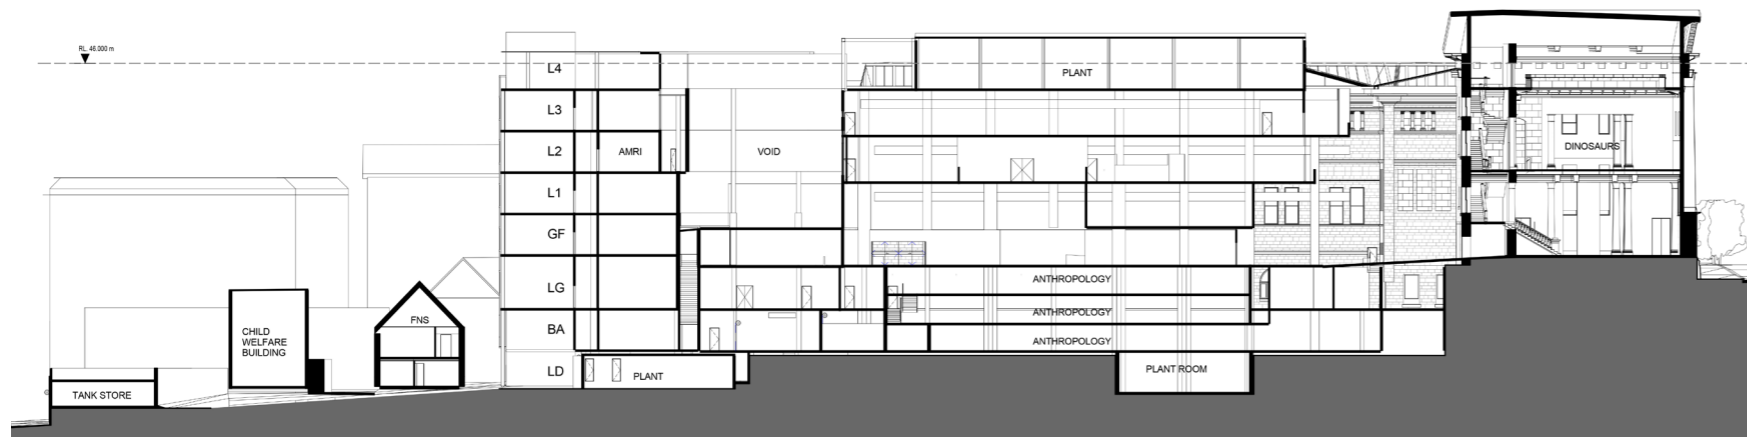 RL. 46.000 m
L4
PLANT
L3
L2
AMRI
VOID
DINOSAURS
L1
GF
LG
ANTHROPOLOGY
FNS
ANTHROPOLOGY
CHILD
WELFARE
BUILDING
BA
ANTHROPOLOGY
LD
PLANT
PLANT ROOM
TANK STORE